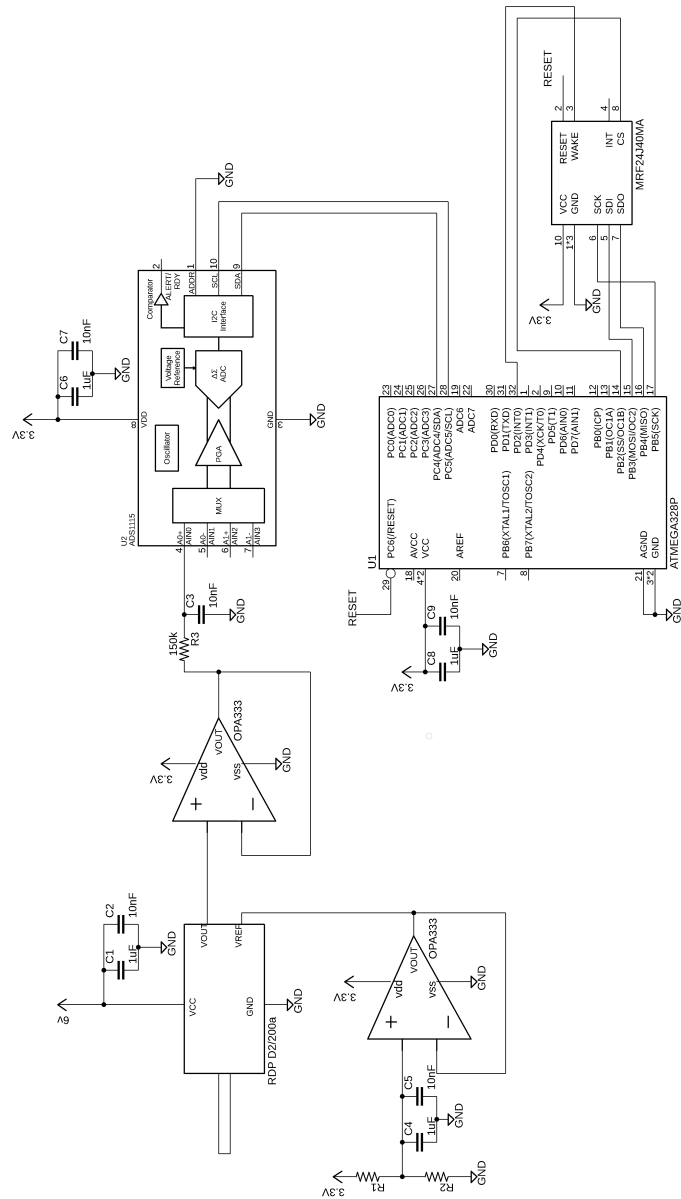 RESET
2
3
4
8
RESET
WAKE
INT
CS
MRF24J40MA
VCC
GND
SCK
SDI
SDO
10
1*3
6
5
7
3.3V
GND
GND
2
1
10
9
ALERT/
RDY
ADDR
SCL
SDA
Comparator
I2C
Interface
Voltage
Reference
ΔΣ
ADC
Oscillator
PGA
MUX
VDD
8
GND
3
U2
ADS1115
A0+
AIN0
A0-
AIN1
A1+
AIN2
A1-
AIN3
4
5
6
7
C7
10nF
C6
1uF
3.3V
GND
GND
23
24
25
26
27
28
19
22
30
31
32
1
2
9
10
11
12
13
14
15
16
17
PC0(ADC0)
PC1(ADC1)
PC2(ADC2)
PC3(ADC3)
PC4(ADC4/SDA)
PC5(ADC5/SCL)
ADC6
ADC7
PD0(RXD)
PD1(TXD)
PD2(INT0)
PD3(INT1)
PD4(XCK/T0)
PD5(T1)
PD6(AIN0)
PD7(AIN1)
PB0(ICP)
PB1(OC1A)
PB2(SS/OC1B)
PB3(MOSI/OC2)
PB4(MISO)
PB5(SCK)
U1
PC6(/RESET)
AVCC
VCC
AREF
PB6(XTAL1/TOSC1)
PB7(XTAL2/TOSC2)
AGND
GND
ATMEGA328P
29
18
4*2
20
7
8
21
3*2
RESET
C9
10nF
C8
1uF
3.3V
GND
GND
C3
10nF
GND
150k
R3
OPA333
VOUT
vdd
vss
3.3V
GND
+
−
C2
10nF
C1
1uF
GND
6v
VOUT
VREF
VCC
GND
GND
RDP D2/200a
OPA333
VOUT
vdd
vss
3.3V
GND
+
−
C5
10nF
C4
1uF
GND
3.3V
R1
R2
GND